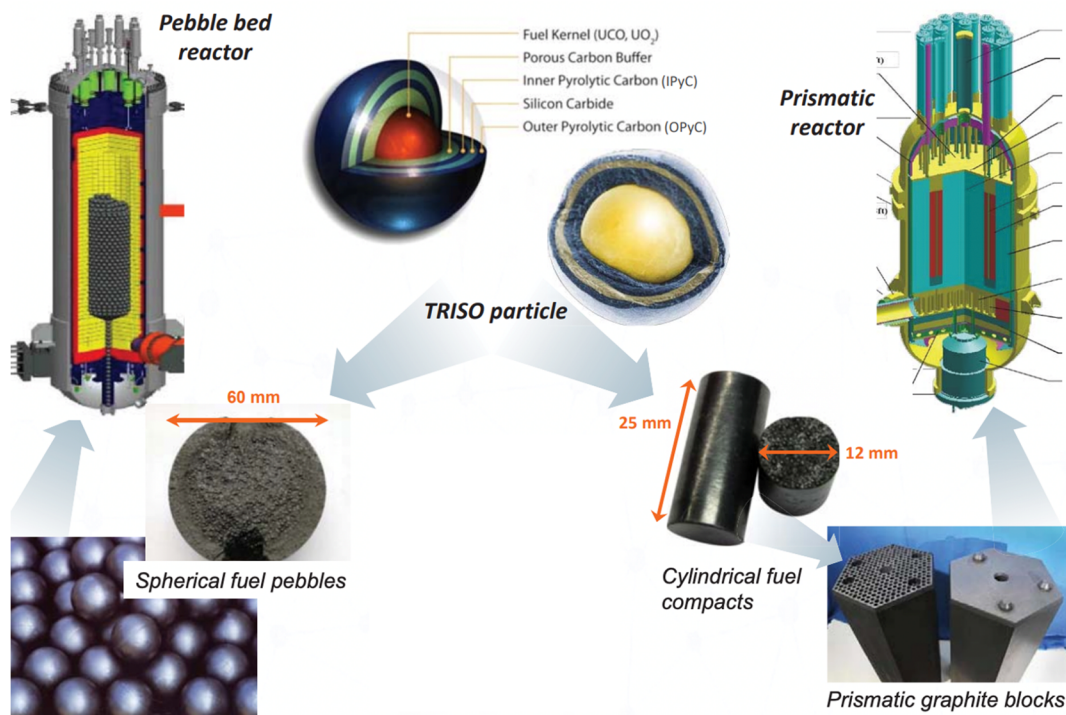 Pebble bed
reactor
Fuel Kernel (UCO, UO₂)
Porous Carbon Buffer
Inner Pyrolytic Carbon (IPyC)
Silicon Carbide
Outer Pyrolytic Carbon (OPyC)
Prismatic
reactor
TRISO particle
60 mm
25 mm
12 mm
Spherical fuel pebbles
Cylindrical fuel
compacts
Prismatic graphite blocks